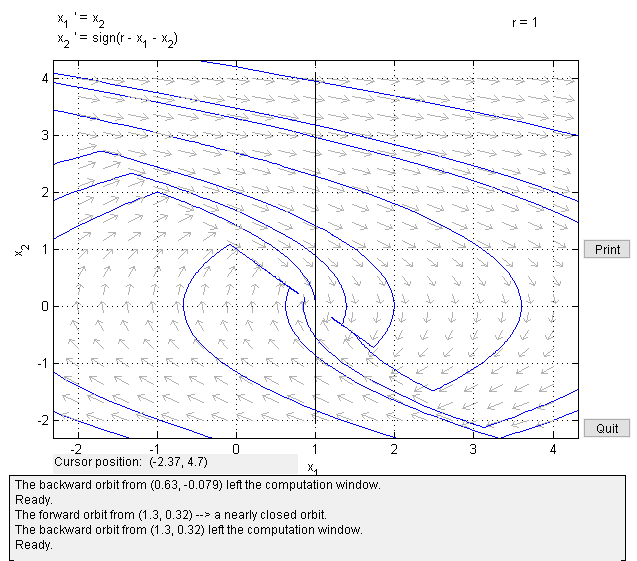 x₁ ' = x₂
x₂ ' = sign(r - x₁ - x₂)
r = 1
4
3
2
1
0
-1
-2
x₂
-2
-1
0
1
2
3
4
x₁
Print
Quit
Cursor position: (-2.37, 4.7)
The backward orbit from (0.63, -0.079) left the computation window.
Ready.
The forward orbit from (1.3, 0.32) --> a nearly closed orbit.
The backward orbit from (1.3, 0.32) left the computation window.
Ready.